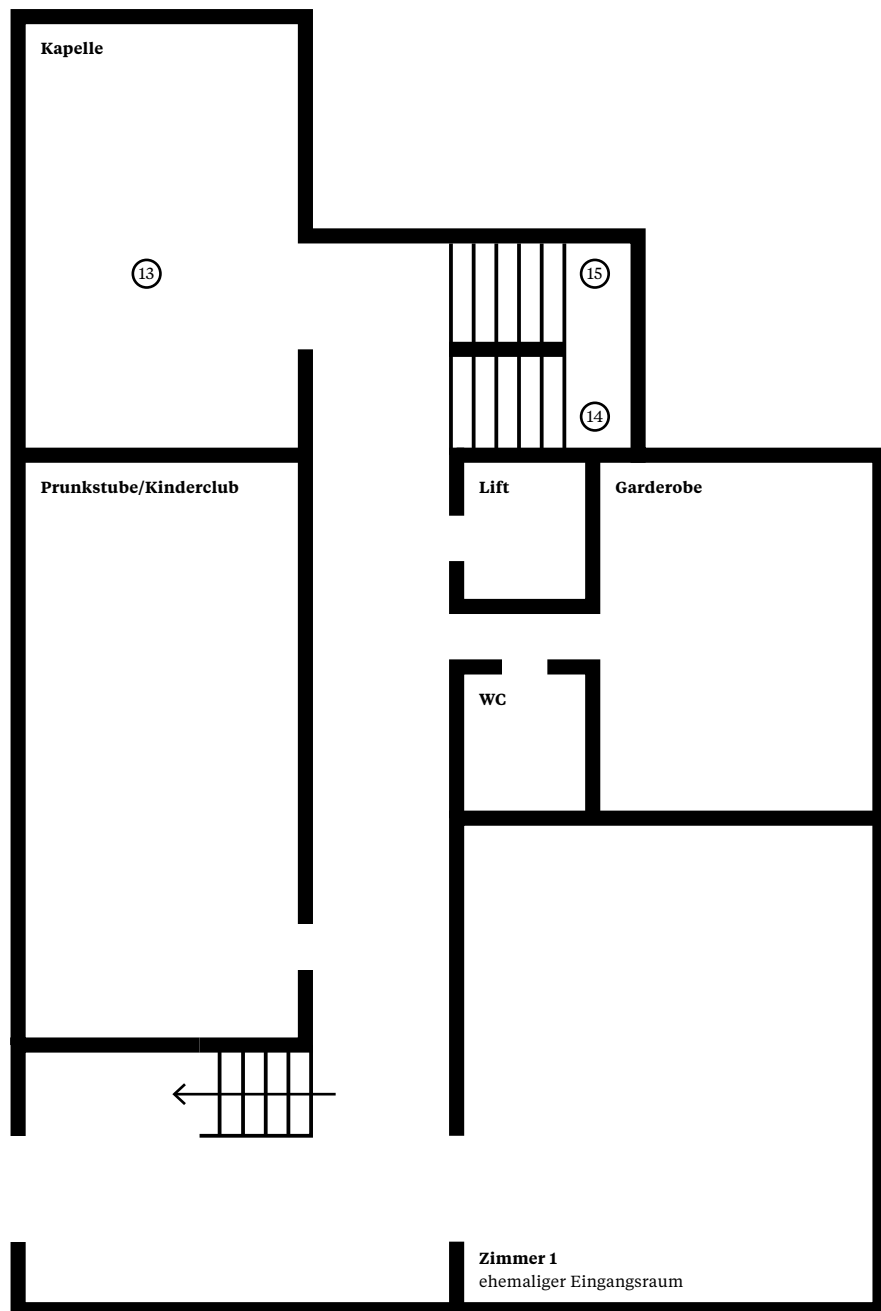 Kapelle
13
15
14
Prunkstube/Kinderclub
Lift
Garderobe
WC
Zimmer 1
ehemaliger Eingangsraum